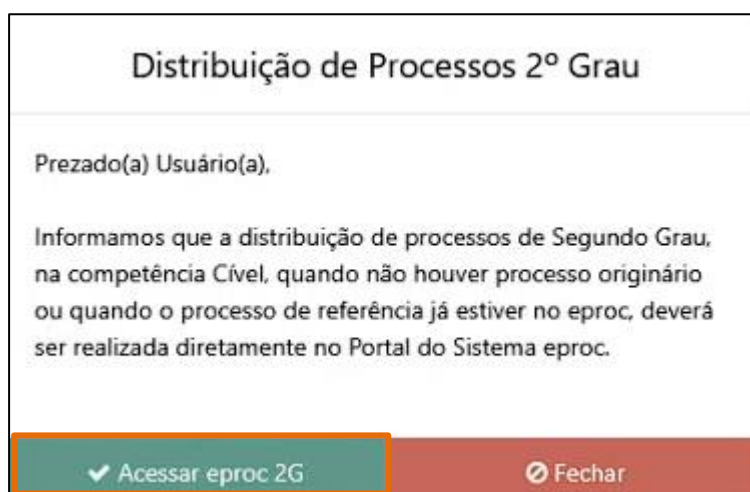 Distribuição de Processos 2º Grau
Prezado(a) Usuário(a),
Informamos que a distribuição de processos de Segundo Grau,
na competência Cível, quando não houver processo originário
ou quando o processo de referência já estiver no eproc, deverá
ser realizada diretamente no Portal do Sistema eproc.
Acessar eproc 2G
Fechar